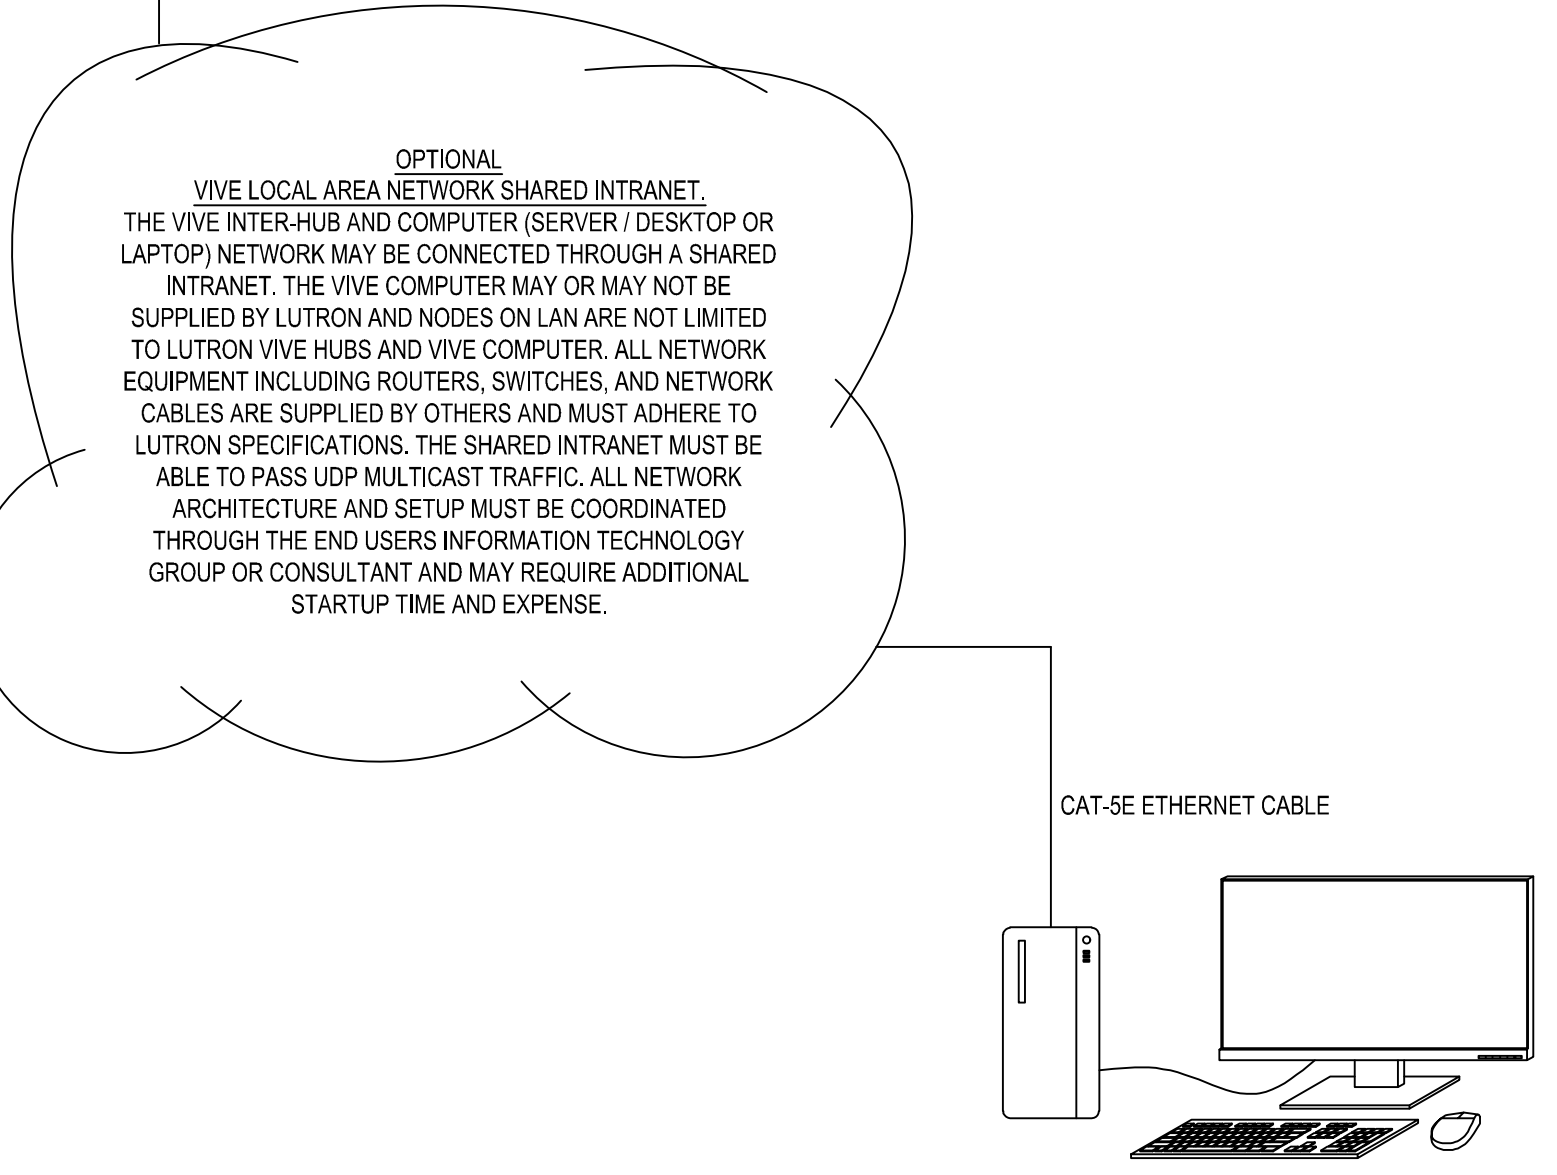 OPTIONAL
VIVE LOCAL AREA NETWORK SHARED INTRANET.
THE VIVE INTER-HUB AND COMPUTER (SERVER / DESKTOP OR
LAPTOP) NETWORK MAY BE CONNECTED THROUGH A SHARED
INTRANET. THE VIVE COMPUTER MAY OR MAY NOT BE
SUPPLIED BY LUTRON AND NODES ON LAN ARE NOT LIMITED
TO LUTRON VIVE HUBS AND VIVE COMPUTER. ALL NETWORK
EQUIPMENT INCLUDING ROUTERS, SWITCHES, AND NETWORK
CABLES ARE SUPPLIED BY OTHERS AND MUST ADHERE TO
LUTRON SPECIFICATIONS. THE SHARED INTRANET MUST BE
ABLE TO PASS UDP MULTICAST TRAFFIC. ALL NETWORK
ARCHITECTURE AND SETUP MUST BE COORDINATED
THROUGH THE END USERS INFORMATION TECHNOLOGY
GROUP OR CONSULTANT AND MAY REQUIRE ADDITIONAL
STARTUP TIME AND EXPENSE.
CAT-5E ETHERNET CABLE